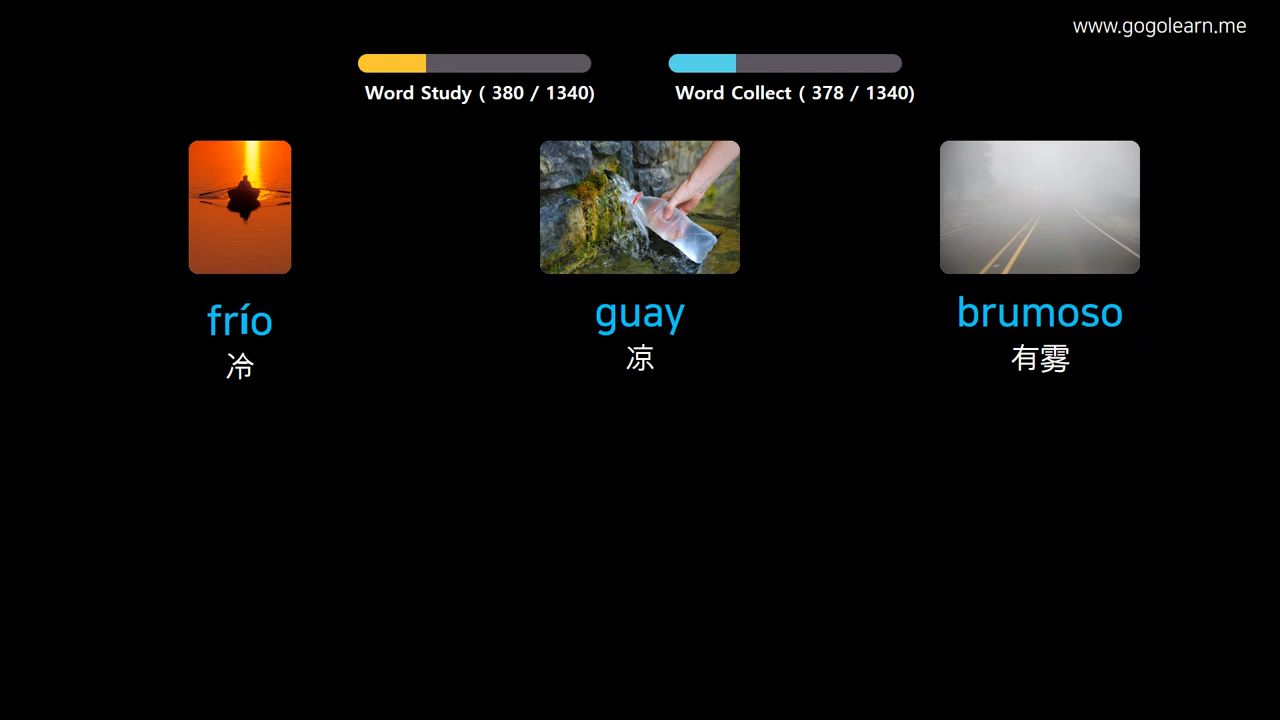 www.gogolearn.me
Word Study ( 380 / 1340)
Word Collect ( 378 / 1340)
frío
冷
guay
凉
brumoso
有雾